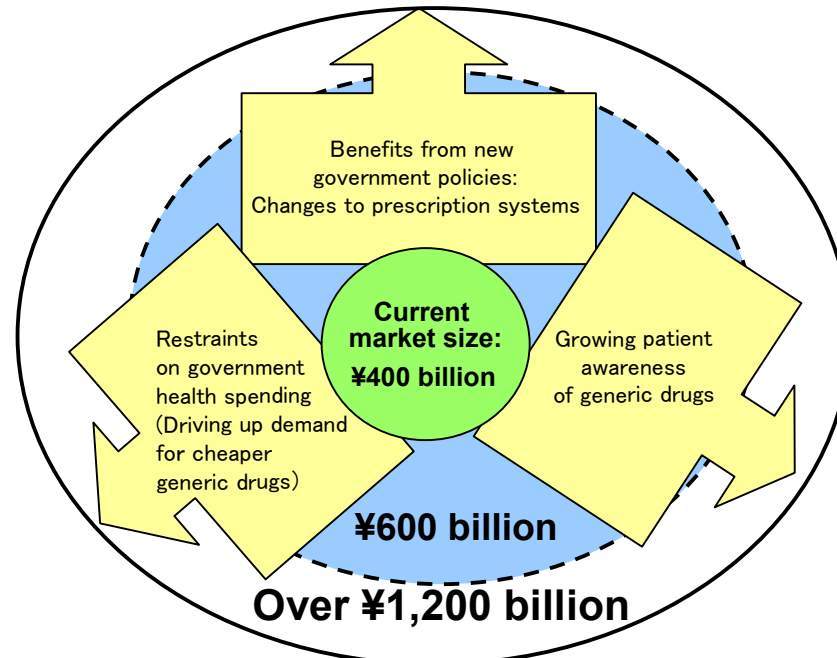 Benefits from new
government policies:
Changes to prescription systems
Current
market size:
¥400 billion
Restraints
on government
health spending
(Driving up demand
for cheaper
generic drugs)
Growing patient
awareness
of generic drugs
¥600 billion
Over ¥1,200 billion